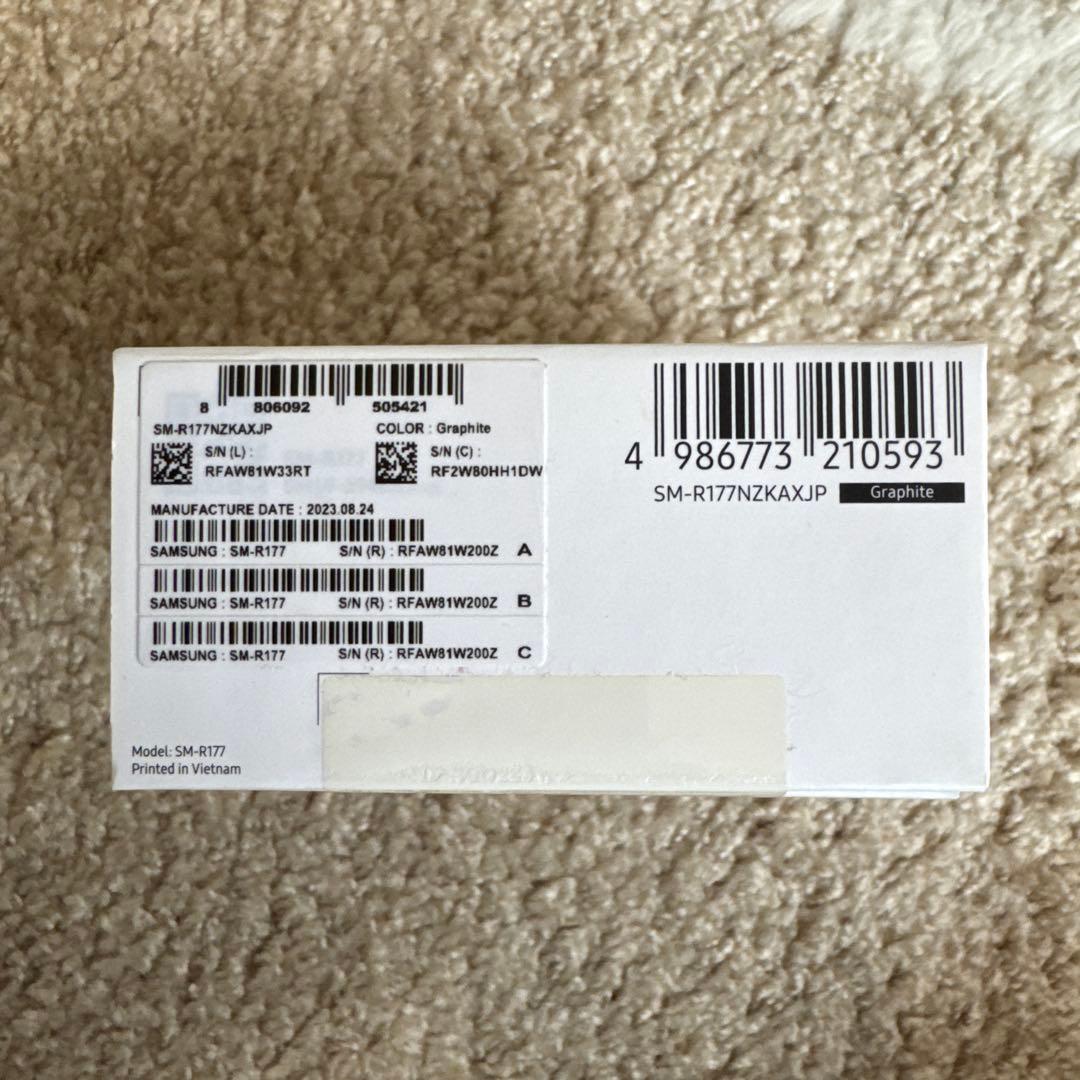 8 806092 505421
SM-R177NZKAXJP COLOR : Graphite
S/N (L) : S/N (C) :
RFAW81W33RT RF2W80HH1DW
MANUFACTURE DATE : 2023.08.24
SAMSUNG : SM-R177 S/N (R) : RFAW81W200Z A
SAMSUNG : SM-R177 S/N (R) : RFAW81W200Z B
SAMSUNG : SM-R177 S/N (R) : RFAW81W200Z C
4 986773 210593
SM-R177NZKAXJP Graphite
Model: SM-R177
Printed in Vietnam